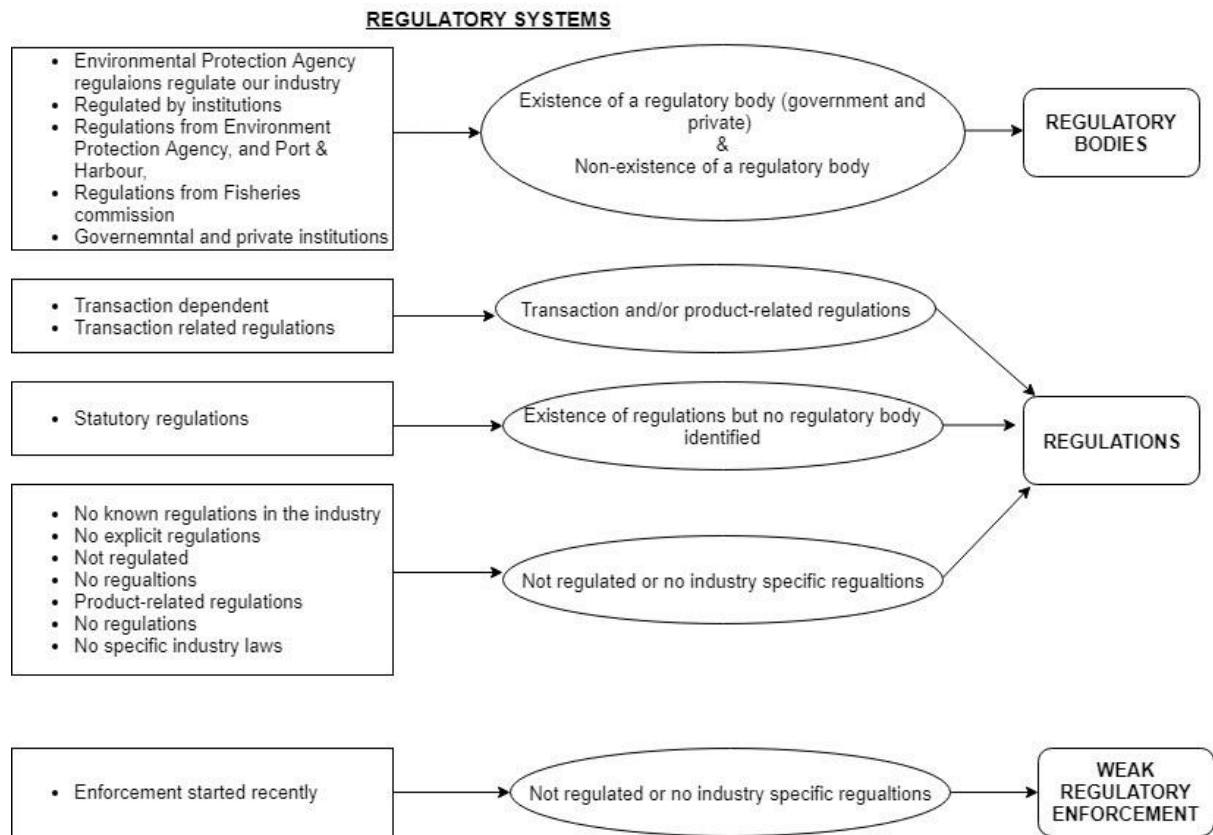 REGULATORY SYSTEMS
• Environmental Protection Agency
regulaions regulate our industry
• Regulated by institutions
• Regulations from Environment
Protection Agency, and Port &
Harbour,
• Regulations from Fisheries
commission
• Governemntal and private institutions
Existence of a regulatory body (government and
private)
&
Non-existence of a regulatory body
REGULATORY
BODIES
• Transaction dependent
• Transaction related regulations
Transaction and/or product-related regulations
• Statutory regulations
Existence of regulations but no regulatory body
identified
REGULATIONS
• No known regulations in the industry
• No explicit regulations
• Not regulated
• No regualtions
• Product-related regulations
• No regulations
• No specific industry laws
Not regulated or no industry specific regualtions
• Enforcement started recently
Not regulated or no industry specific regualtions
WEAK
REGULATORY
ENFORCEMENT